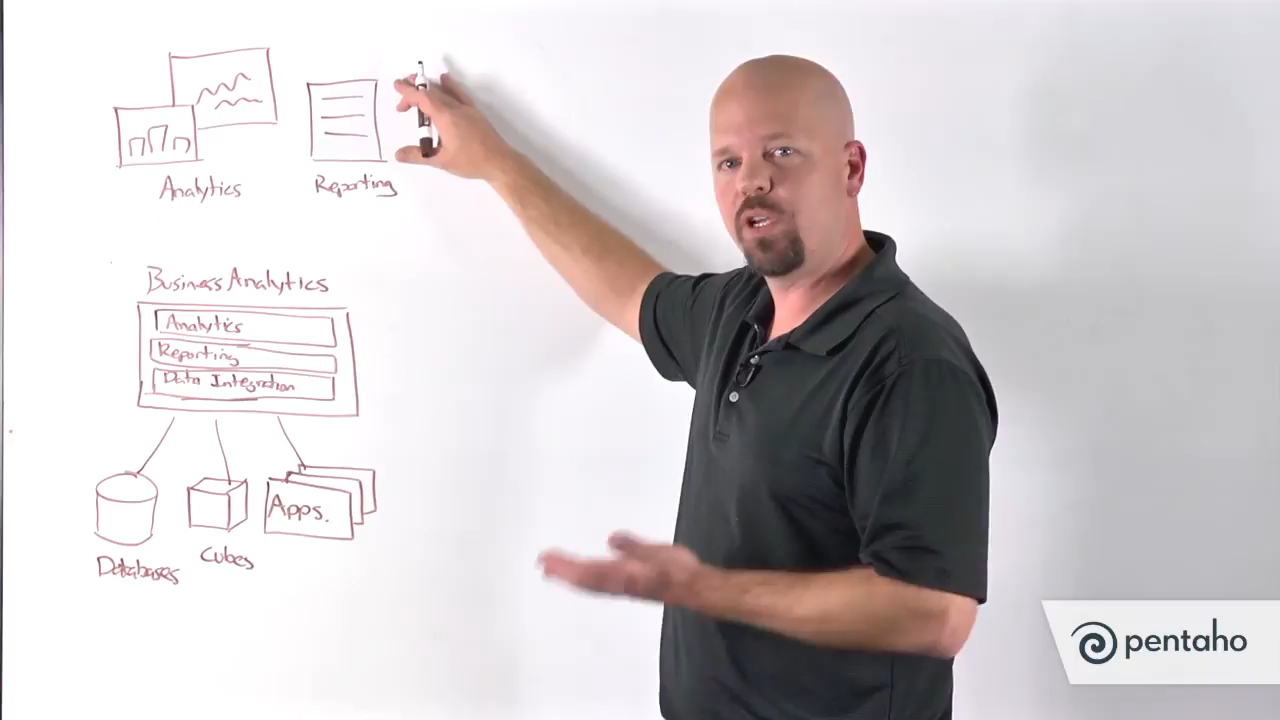 Analytics
Reporting
Business Analytics
Analytics
Reporting
Data Integration
Apps.
Cubes
Databases
pentaho